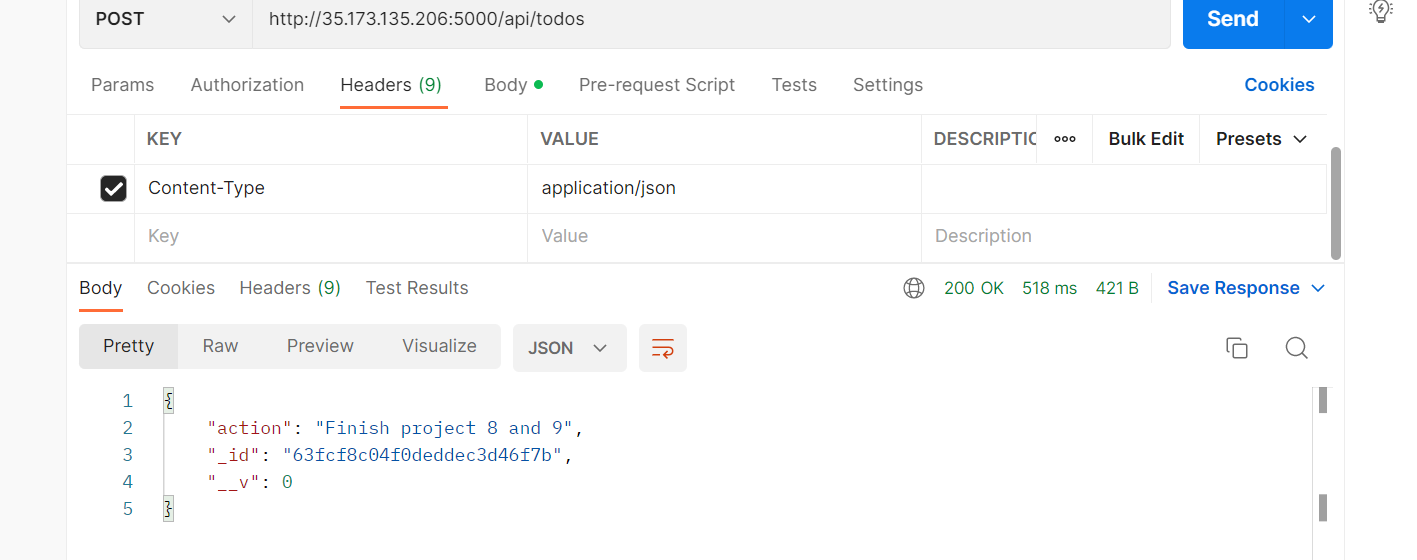 POST http://35.173.135.206:5000/api/todos Send
Params Authorization Headers (9) Body Pre-request Script Tests Settings Cookies
KEY VALUE DESCRIPTIC ooo Bulk Edit Presets
Content-Type application/json
Key Value Description
Body Cookies Headers (9) Test Results 200 OK 518 ms 421 B Save Response
Pretty Raw Preview Visualize JSON
1 {
2 "action": "Finish project 8 and 9",
3 "_id": "63fcf8c04f0deddec3d46f7b",
4 "__v": 0
5 }